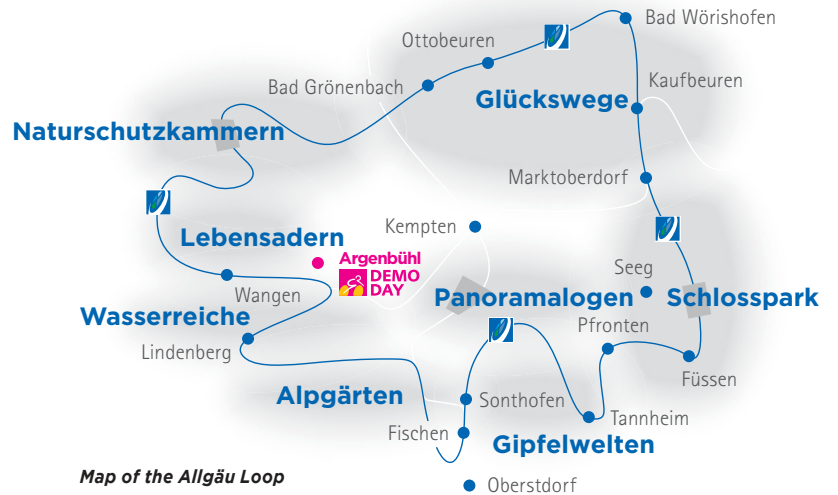 Bad Wörishofen
Ottobeuren
Kaufbeuren
Bad Grönenbach
Glückswege
Naturschutzkammern
Marktoberdorf
Kempten
Lebensadern
Argenbühl
DEMO
DAY
Seeg
Wangen
Panoramalogen
Schlosspark
Wasserreiche
Pfronten
Lindenberg
Füssen
Alpgärten
Sonthofen
Tannheim
Fischen
Gipfelwelten
Map of the Allgäu Loop
Oberstdorf